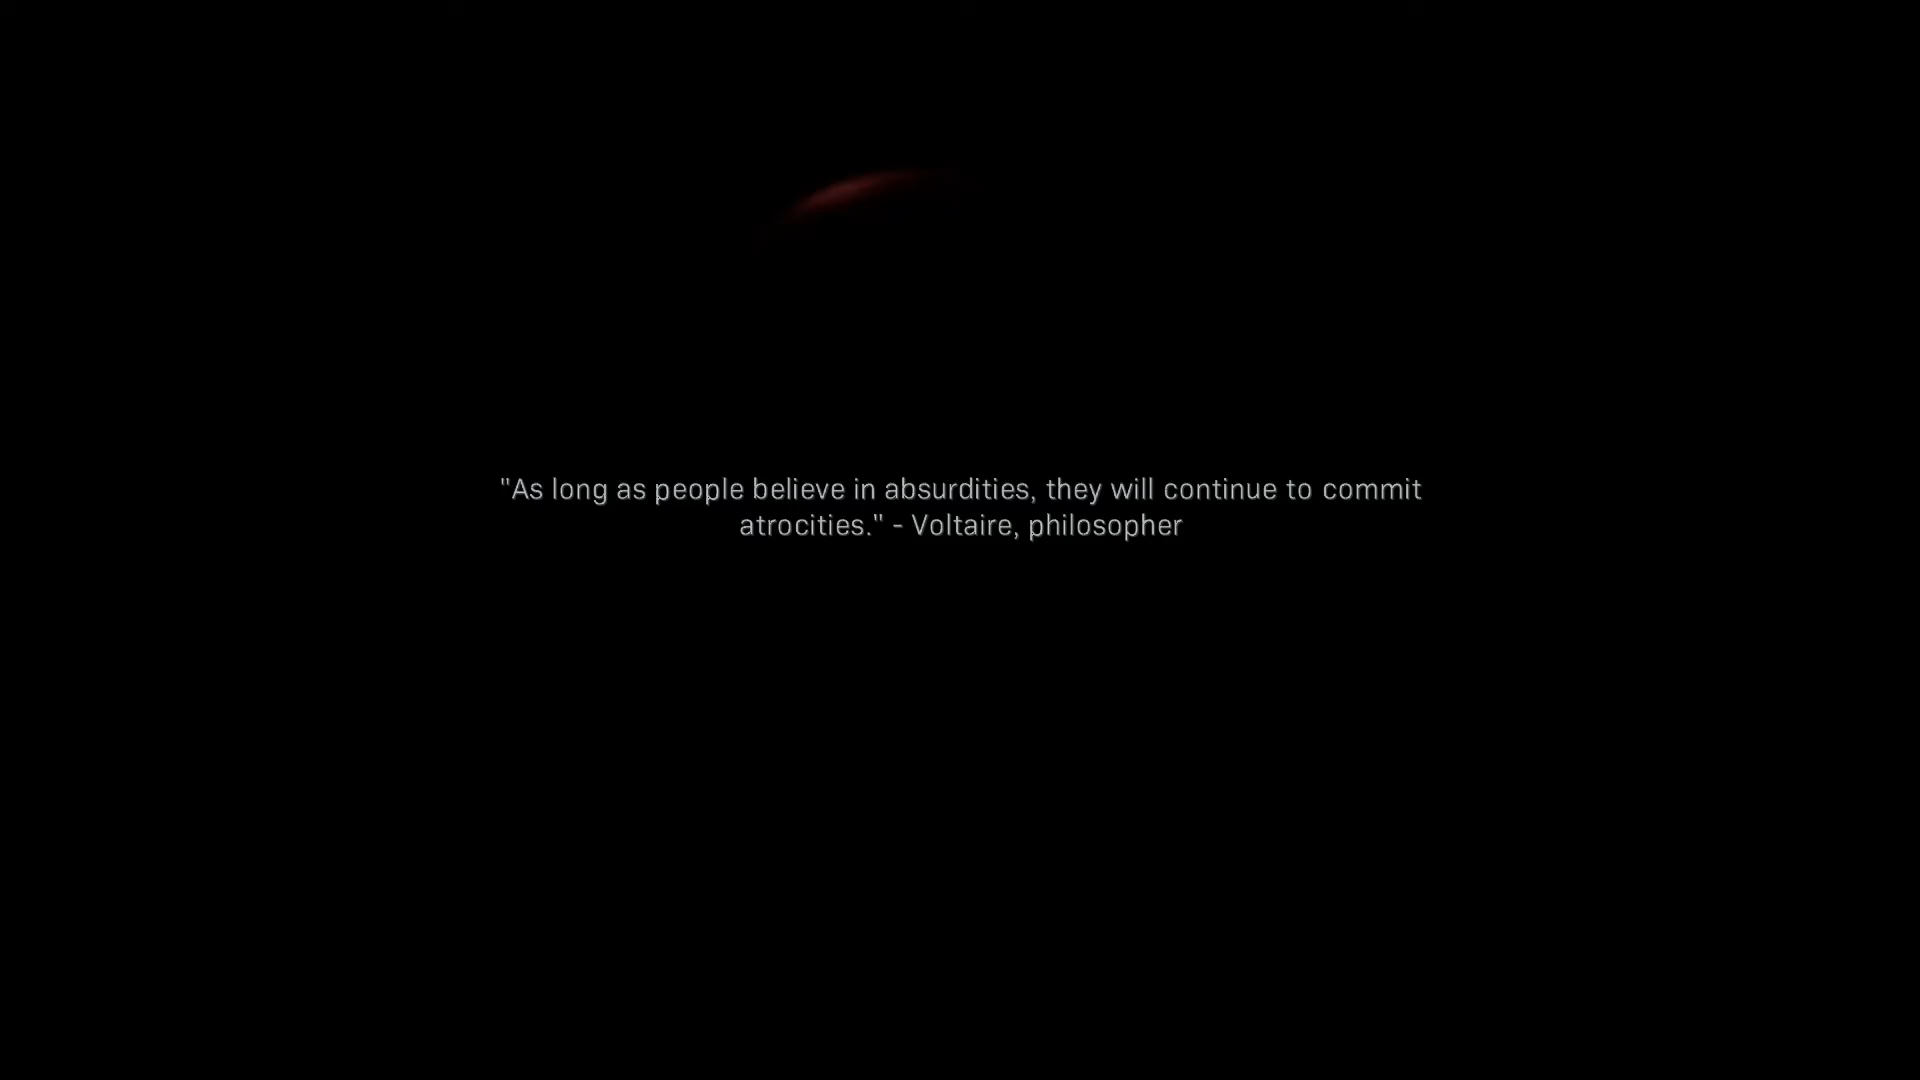 "As long as people believe in absurdities, they will continue to commit
atrocities." - Voltaire, philosopher